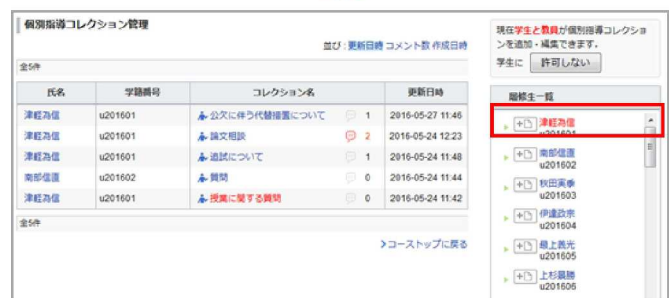 個別指導コレクション管理
並び : 更新日時 コメント数 作成日時
全5件
氏名 学籍番号 コレクション名 更新日時
津軽為信 u201601 公欠に伴う代替措置について 1 2016-05-27 11:46
津軽為信 u201601 論文相談 2 2016-05-24 12:23
津軽為信 u201601 追試について 1 2016-05-24 11:48
南部信直 u201602 質問 0 2016-05-24 11:44
津軽為信 u201601 授業に関する質問 0 2016-05-24 11:42
全5件
コーストップに戻る
現在学生と教員が個別指導コレクショ
ンを追加・編集できます。
学生に 許可しない
履修生一覧
津軽為信
u201601
南部信直
u201602
秋田実季
u201603
伊達政宗
u201604
最上義光
u201605
上杉景勝
u201606